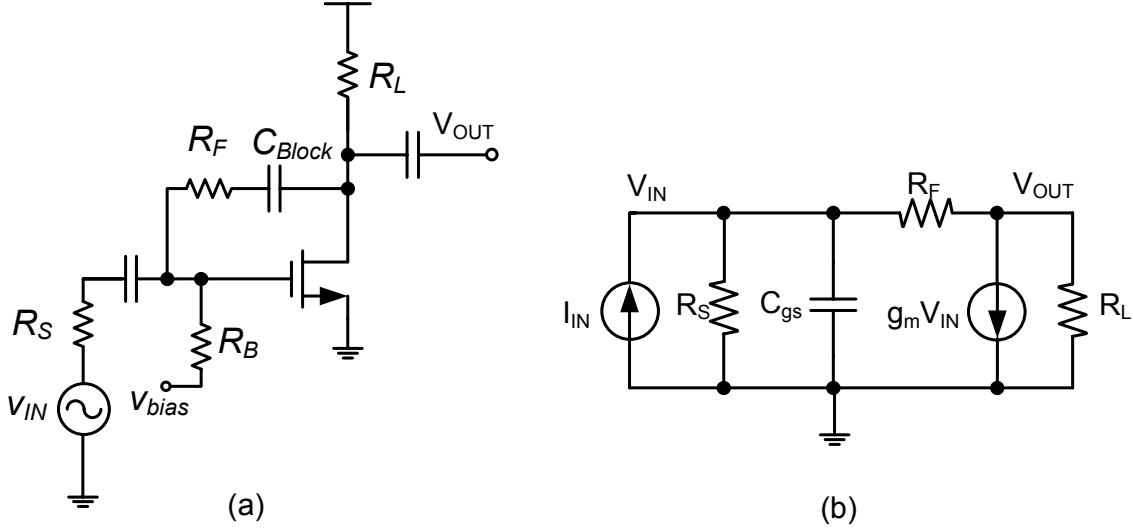 R_L
R_F
C_Block
V_OUT
R_S
R_B
v_IN
v_bias
(a)
V_IN
R_F
V_OUT
I_IN
R_S
C_gs
g_mV_IN
R_L
(b)